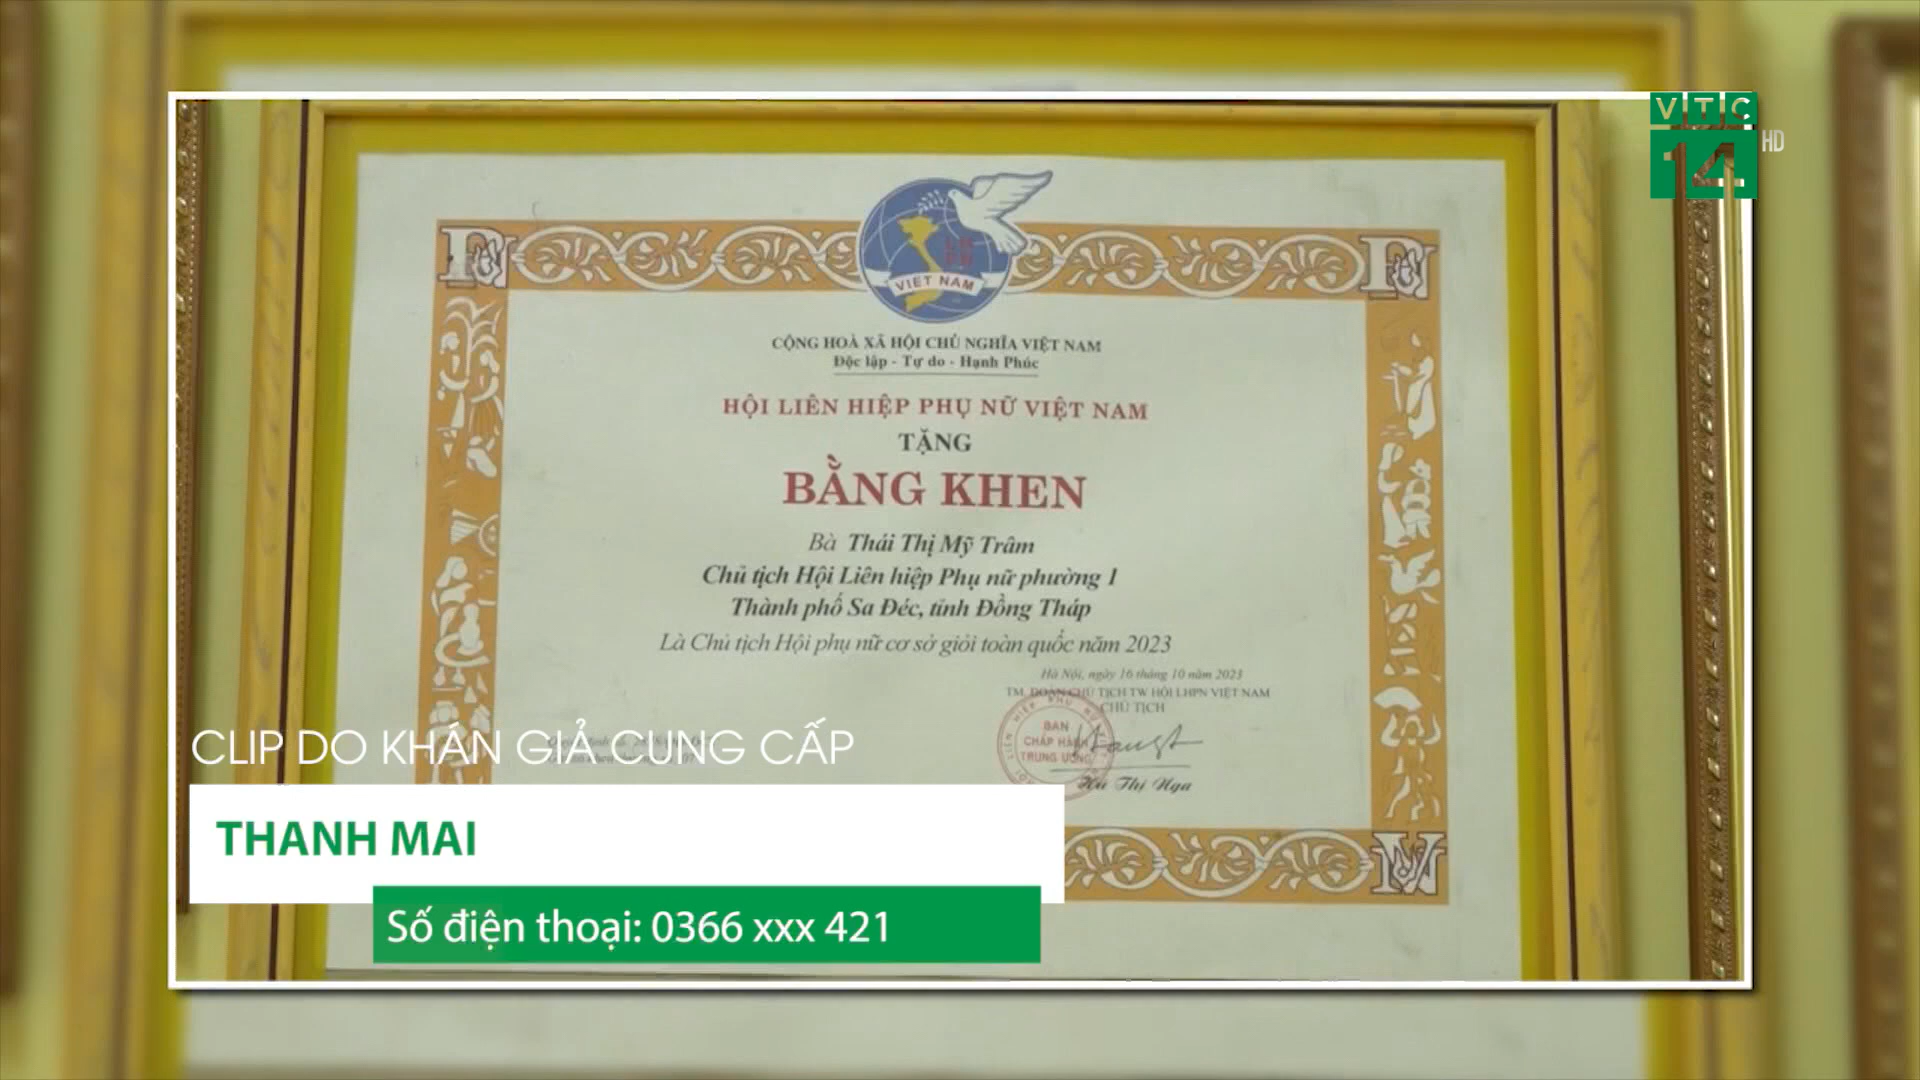 VTC
14
HD
VIET NAM
CỘNG HOÀ XÃ HỘI CHỦ NGHĨA VIỆT NAM
Độc lập - Tự do - Hạnh Phúc
HỘI LIÊN HIỆP PHỤ NỮ VIỆT NAM
TẶNG
BẰNG KHEN
Bà Thái Thị Mỹ Trâm
Chủ tịch Hội Liên hiệp Phụ nữ phường 1
Thành phố Sa Đéc, tỉnh Đồng Tháp
Là Chủ tịch Hội phụ nữ cơ sở giỏi toàn quốc năm 2023
Hà Nội, ngày 16 tháng 10 năm 2023
TM. ĐOÀN CHỦ TỊCH TW HỘI LHPN VIỆT NAM
CHỦ TỊCH
BAN
CHẤP HÀNH
TRUNG ƯƠNG
Hà Thị Nga
CLIP DO KHÁN GIẢ CUNG CẤP
THANH MAI
Số điện thoại: 0366 xxx 421